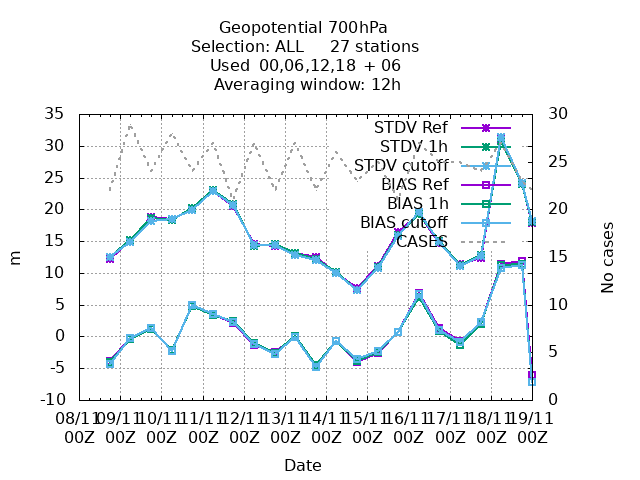 Geopotential 700hPa
Selection: ALL 27 stations
Used 00,06,12,18 + 06
Averaging window: 12h
35
30
25
20
15
10
5
0
-5
-10
m
30
25
20
15
10
5
0
No cases
STDV Ref
STDV 1h
STDV cutoff
BIAS Ref
BIAS 1h
BIAS cutoff
CASES
08/11 09/11 10/11 11/11 12/11 13/11 14/11 15/11 16/11 17/11 18/11 19/11
00Z 00Z 00Z 00Z 00Z 00Z 00Z 00Z 00Z 00Z 00Z 00Z
Date